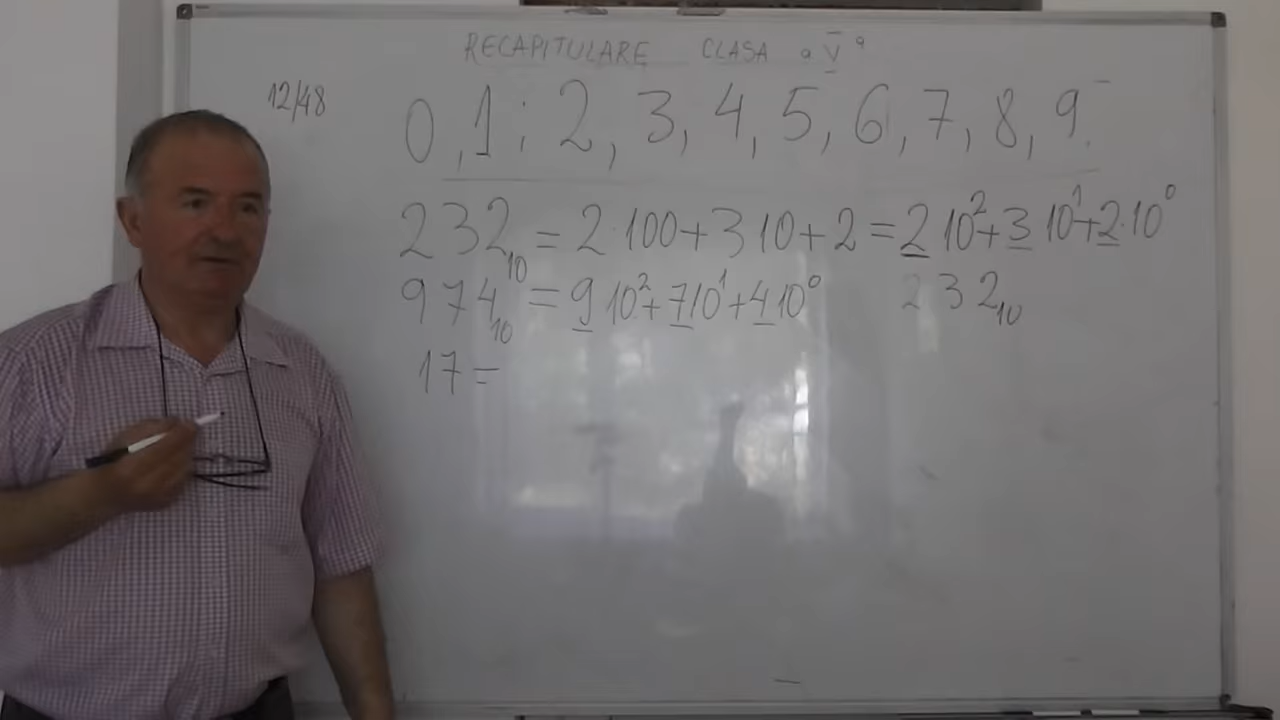 RECAPITULARE CLASA a V a
12/48
0, 1; 2, 3, 4, 5, 6, 7, 8, 9.
232₁₀ = 2·100+3 10+2 = 2 10²+3 10¹+2·10⁰
974₁₀ = 9 10²+7 10¹+4 10⁰
232₁₀
17 =